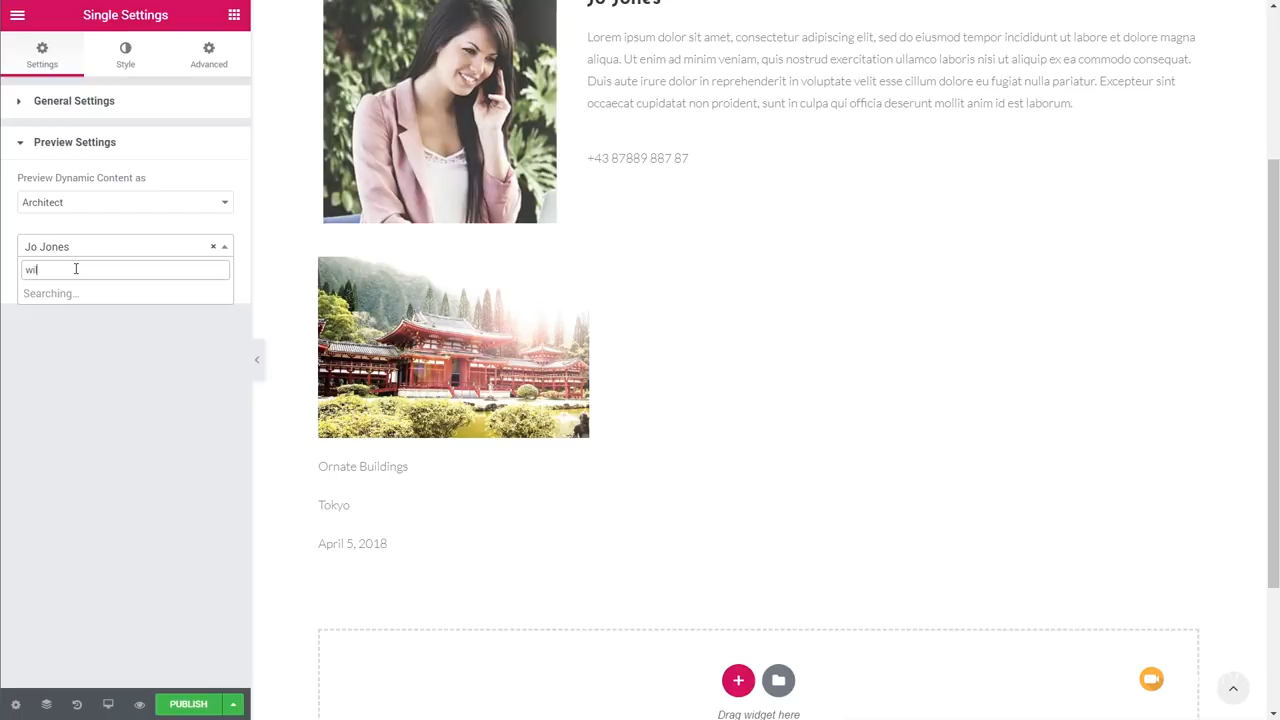 Single Settings
Settings
Style
Advanced
General Settings
Preview Settings
Preview Dynamic Content as
Architect
Jo Jones
×
wil
Searching…
PUBLISH
Jo Jones
Lorem ipsum dolor sit amet, consectetur adipiscing elit, sed do eiusmod tempor incididunt ut labore et dolore magna
aliqua. Ut enim ad minim veniam, quis nostrud exercitation ullamco laboris nisi ut aliquip ex ea commodo consequat.
Duis aute irure dolor in reprehenderit in voluptate velit esse cillum dolore eu fugiat nulla pariatur. Excepteur sint
occaecat cupidatat non proident, sunt in culpa qui officia deserunt mollit anim id est laborum.
+43 87889 887 87
Ornate Buildings
Tokyo
April 5, 2018
Drag widget here